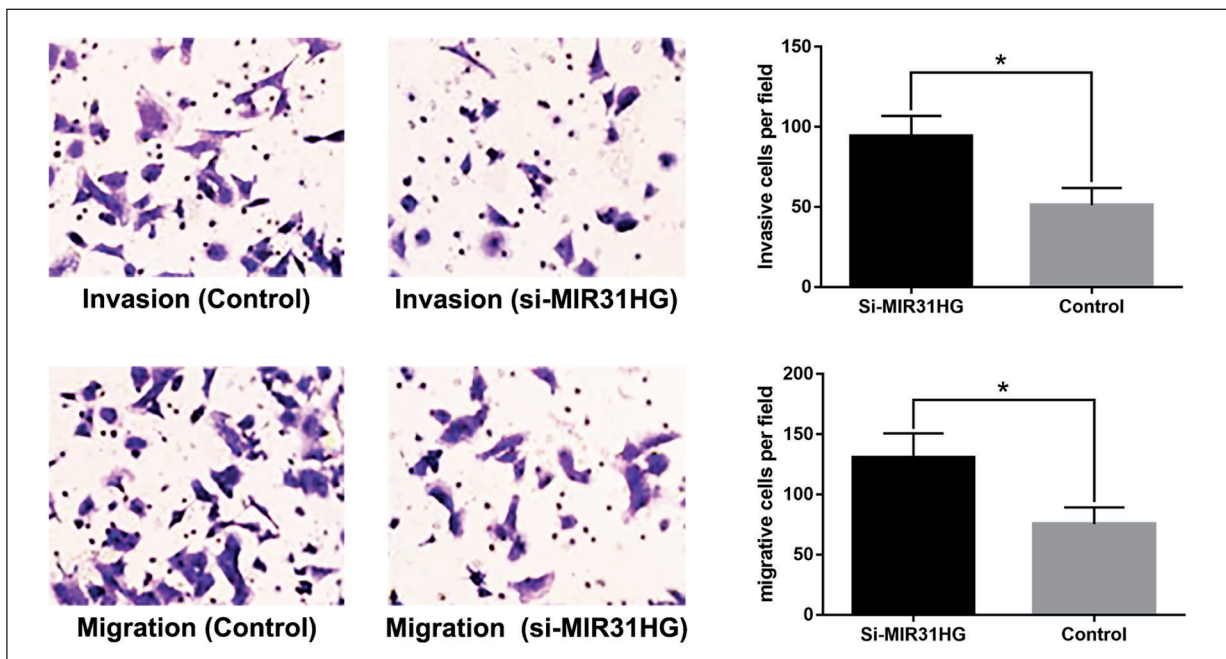 Invasion (Control)
Invasion (si-MIR31HG)
Invasive cells per field
150
100
50
0
*
Si-MIR31HG
Control
Migration (Control)
Migration (si-MIR31HG)
migrative cells per field
200
150
100
50
0
*
Si-MIR31HG
Control